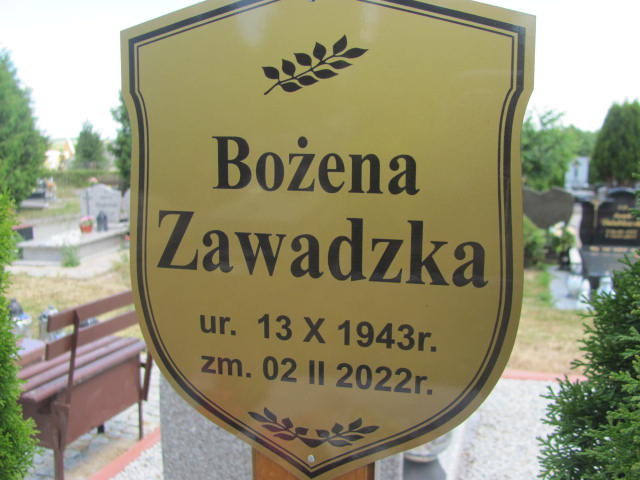 Bożena
Zawadzka
ur. 13 X 1943r.
zm. 02 II 2022r.